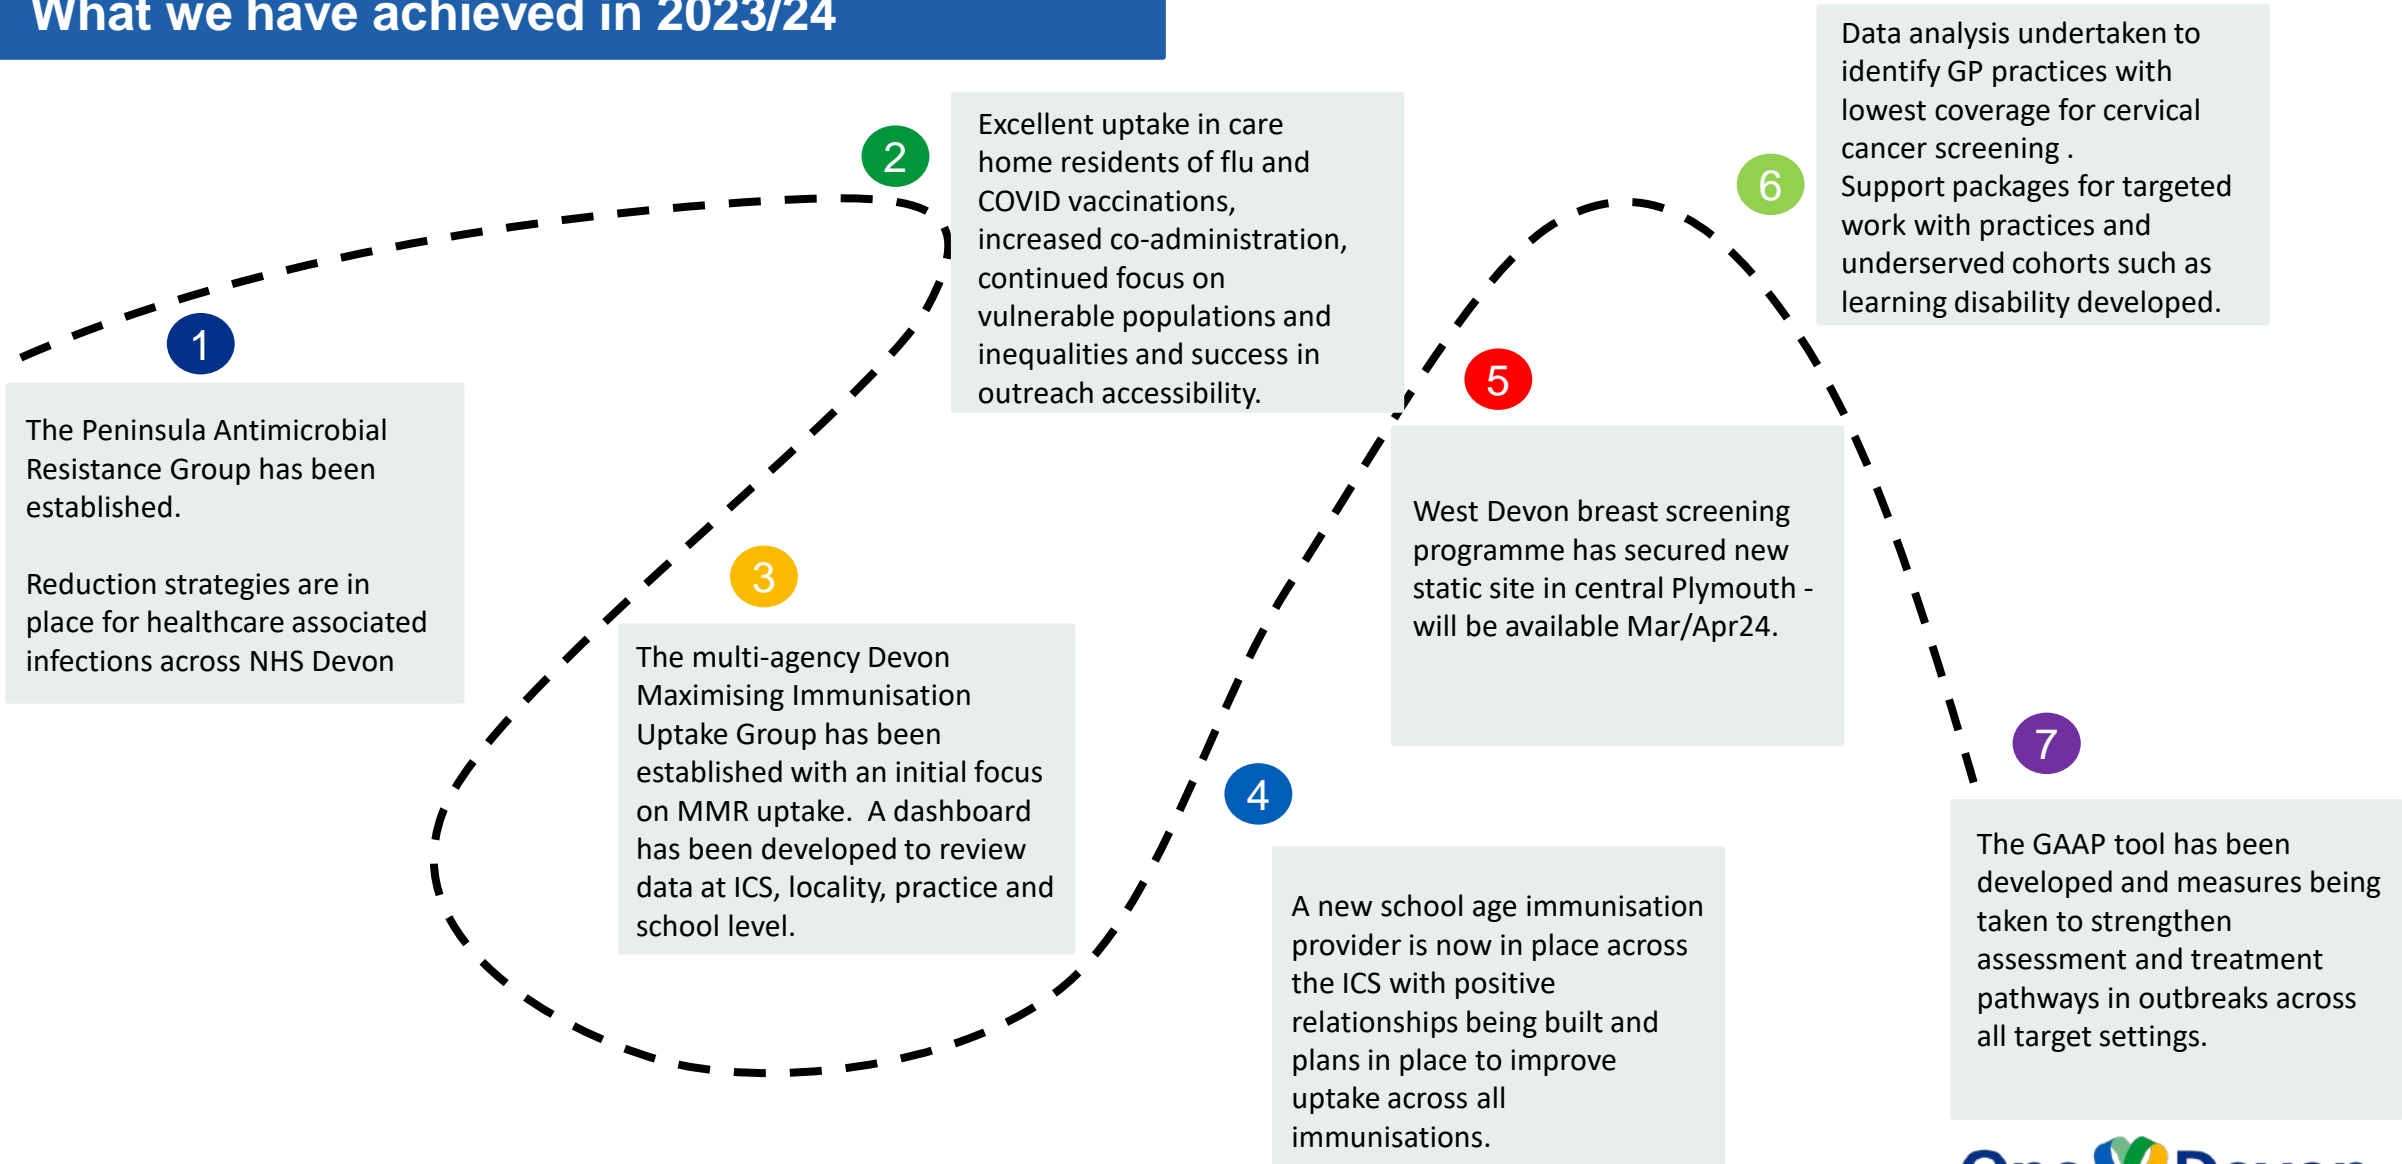 What we have achieved in 2023/24
1
The Peninsula Antimicrobial
Resistance Group has been
established.
Reduction strategies are in
place for healthcare associated
infections across NHS Devon
2
Excellent uptake in care
home residents of flu and
COVID vaccinations,
increased co-administration,
continued focus on
vulnerable populations and
inequalities and success in
outreach accessibility.
3
The multi-agency Devon
Maximising Immunisation
Uptake Group has been
established with an initial focus
on MMR uptake.  A dashboard
has been developed to review
data at ICS, locality, practice and
school level.
4
A new school age immunisation
provider is now in place across
the ICS with positive
relationships being built and
plans in place to improve
uptake across all
immunisations.
5
West Devon breast screening
programme has secured new
static site in central Plymouth -
will be available Mar/Apr24.
6
Data analysis undertaken to
identify GP practices with
lowest coverage for cervical
cancer screening .
Support packages for targeted
work with practices and
underserved cohorts such as
learning disability developed.
7
The GAAP tool has been
developed and measures being
taken to strengthen
assessment and treatment
pathways in outbreaks across
all target settings.
One Devon